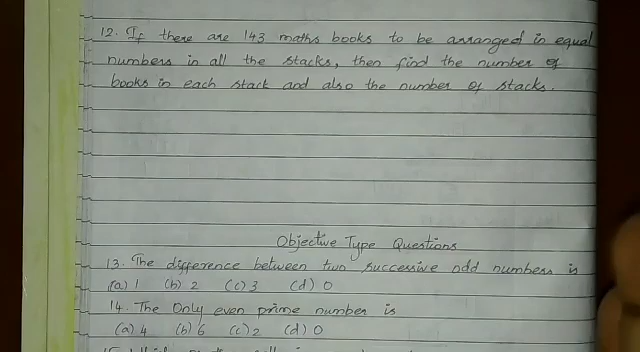 12. If there are 143 maths books to be arranged in equal
numbers in all the stacks, then find the number of
books in each stack and also the number of stacks.
Objective Type Questions
13. The difference between two successive odd numbers is
(a) 1 (b) 2 (c) 3 (d) 0
14. The Only even prime number is
(a) 4 (b) 6 (c) 2 (d) 0